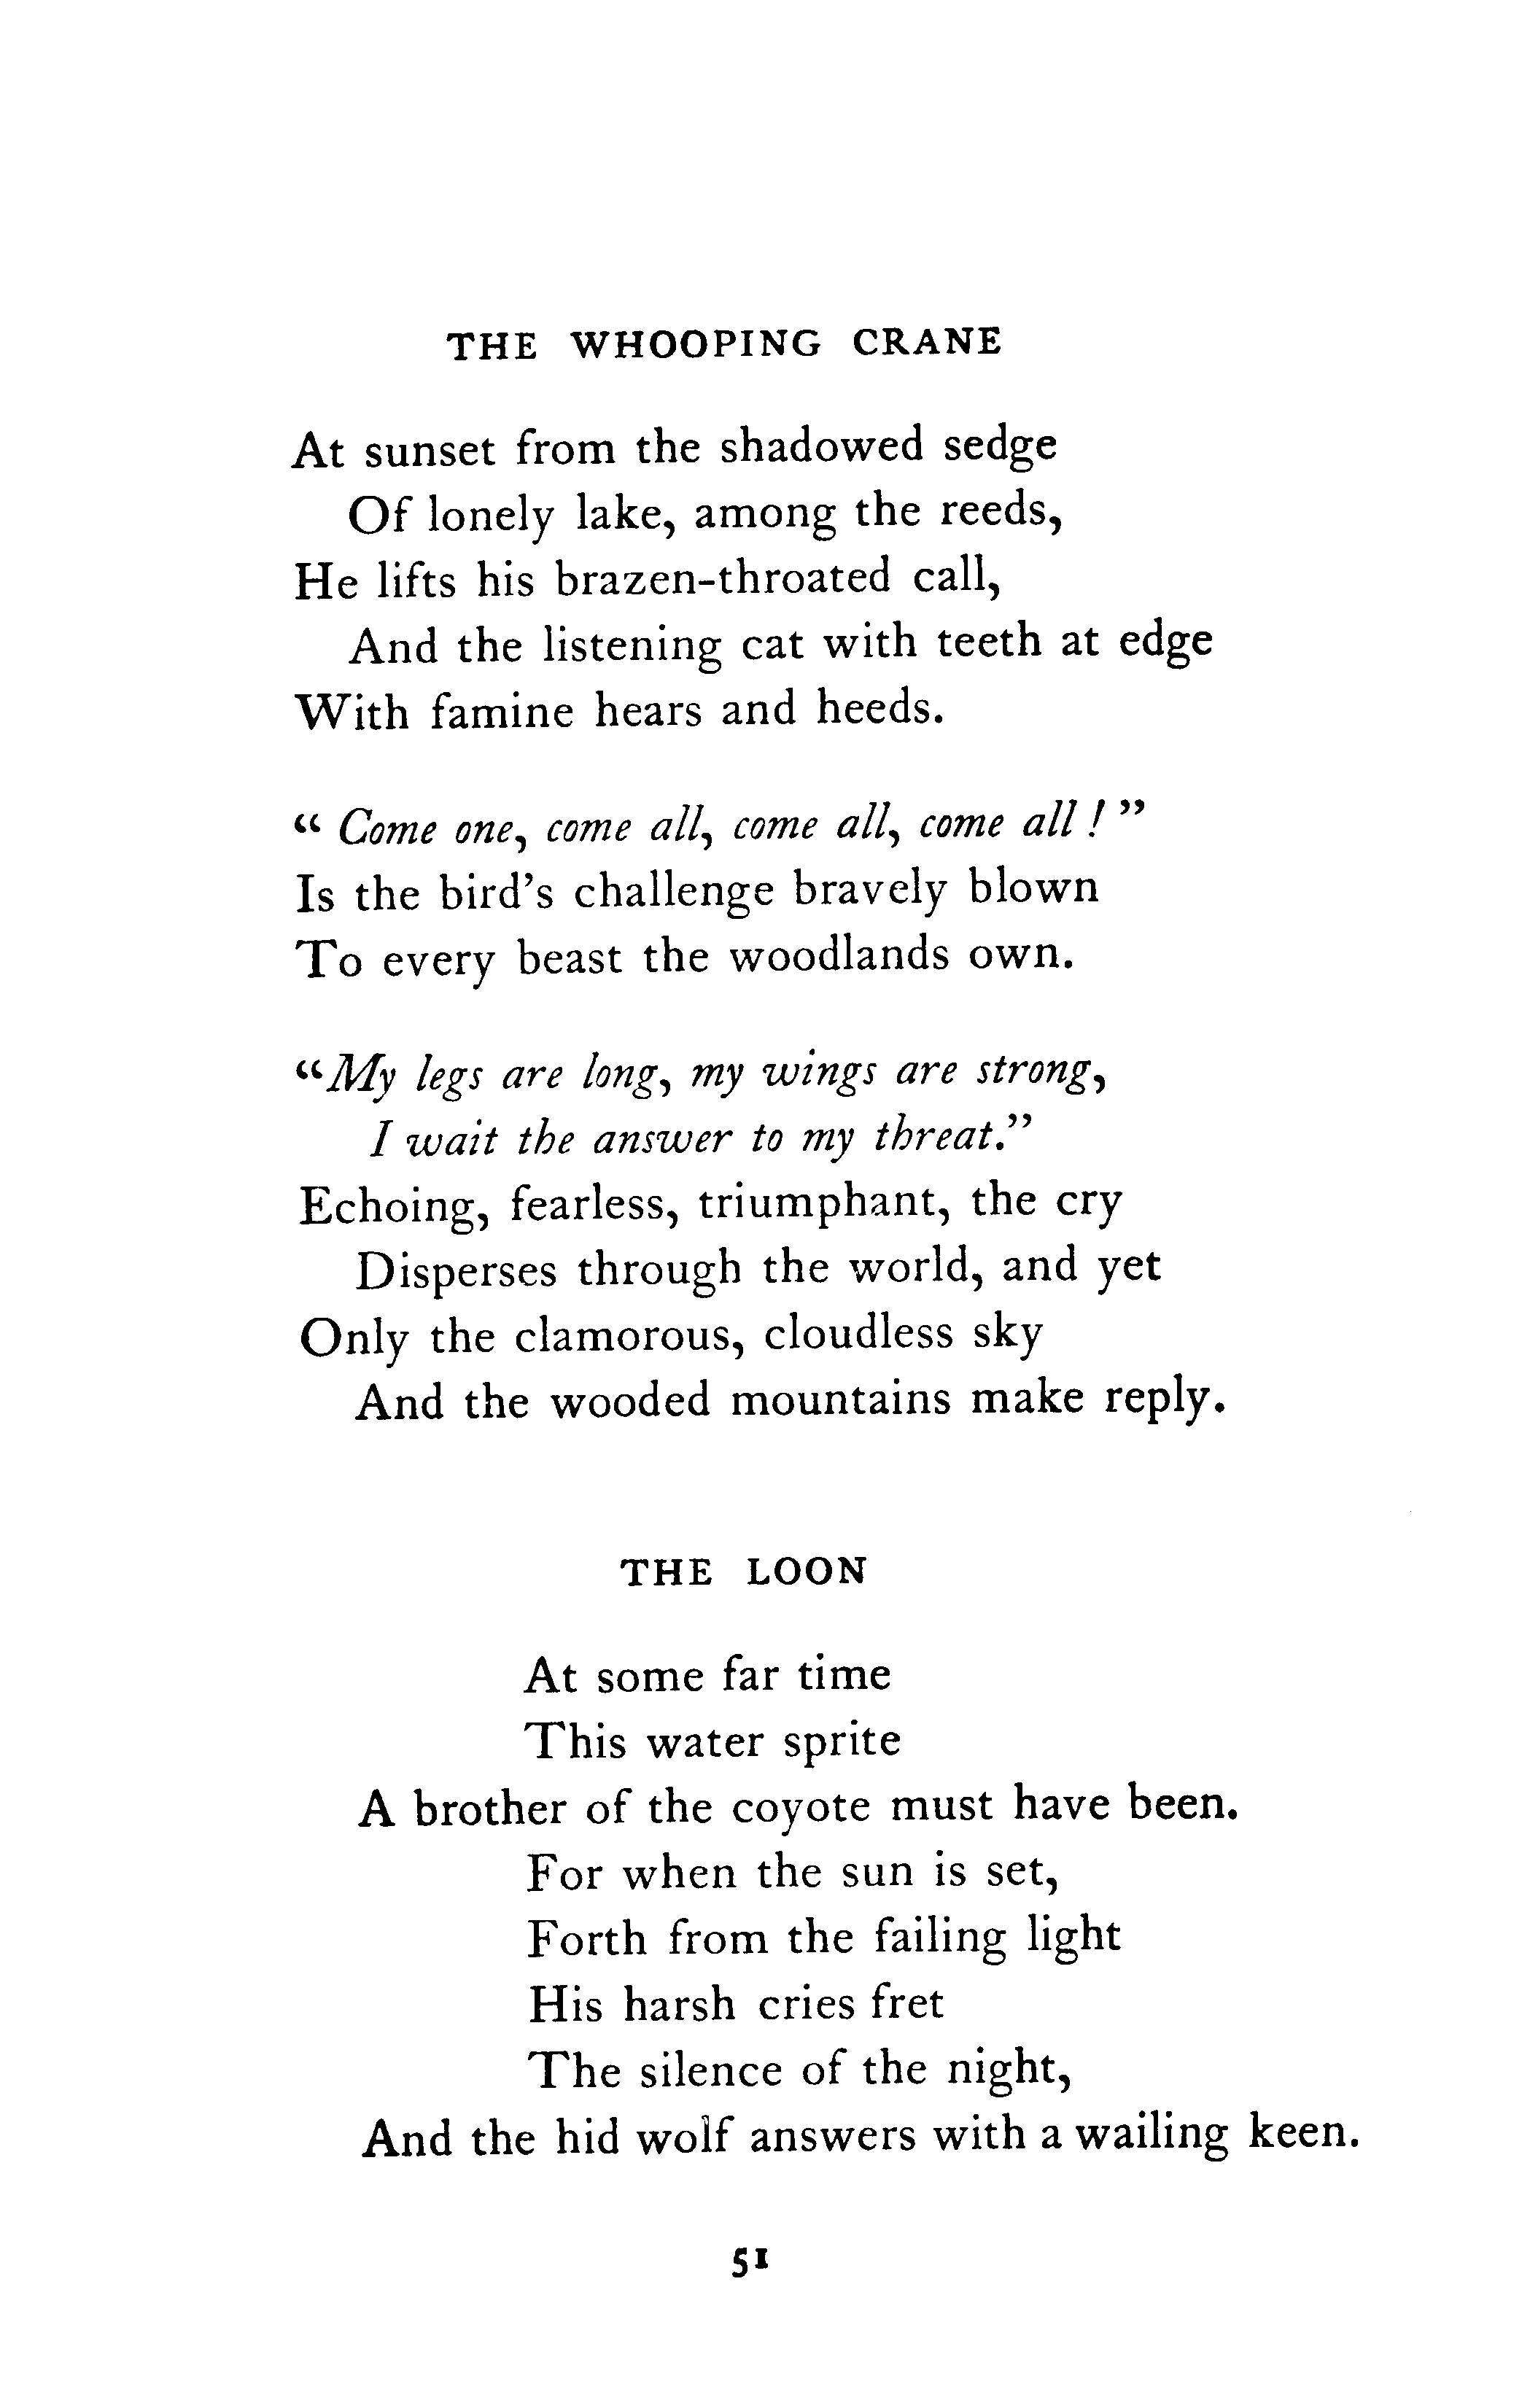 THE WHOOPING CRANE
At sunset from the shadowed sedge
Of lonely lake, among the reeds,
He lifts his brazen-throated call,
And the listening cat with teeth at edge
With famine hears and heeds.
“ Come one, come all, come all, come all ! ”
Is the bird’s challenge bravely blown
To every beast the woodlands own.
“My legs are long, my wings are strong,
I wait the answer to my threat.”
Echoing, fearless, triumphant, the cry
Disperses through the world, and yet
Only the clamorous, cloudless sky
And the wooded mountains make reply.
THE LOON
At some far time
This water sprite
A brother of the coyote must have been.
For when the sun is set,
Forth from the failing light
His harsh cries fret
The silence of the night,
And the hid wolf answers with a wailing keen.
51